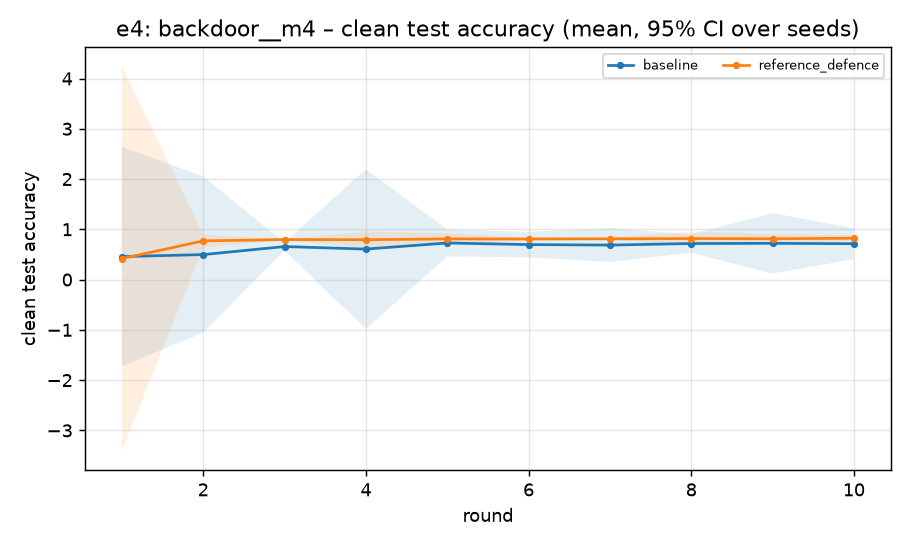 e4: backdoor__m4 – clean test accuracy (mean, 95% CI over seeds)
baseline
reference_defence
clean test accuracy
4
3
2
1
0
−1
−2
−3
2
4
6
8
10
round